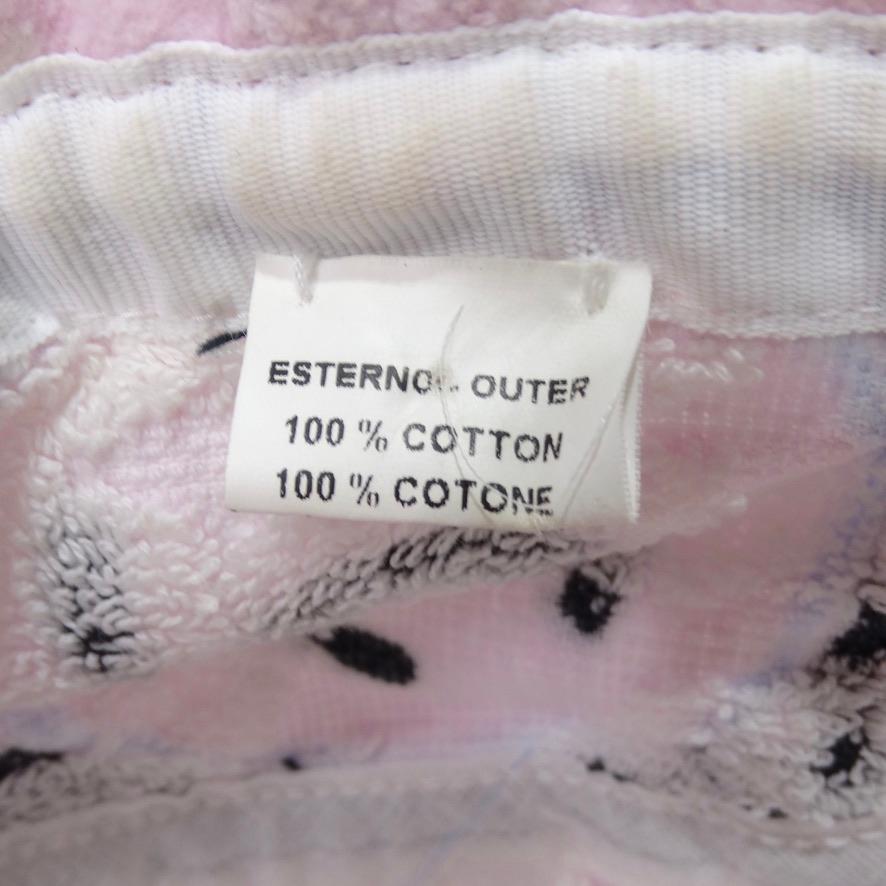 ESTERNO - OUTER
100 % COTTON
100 % COTONE